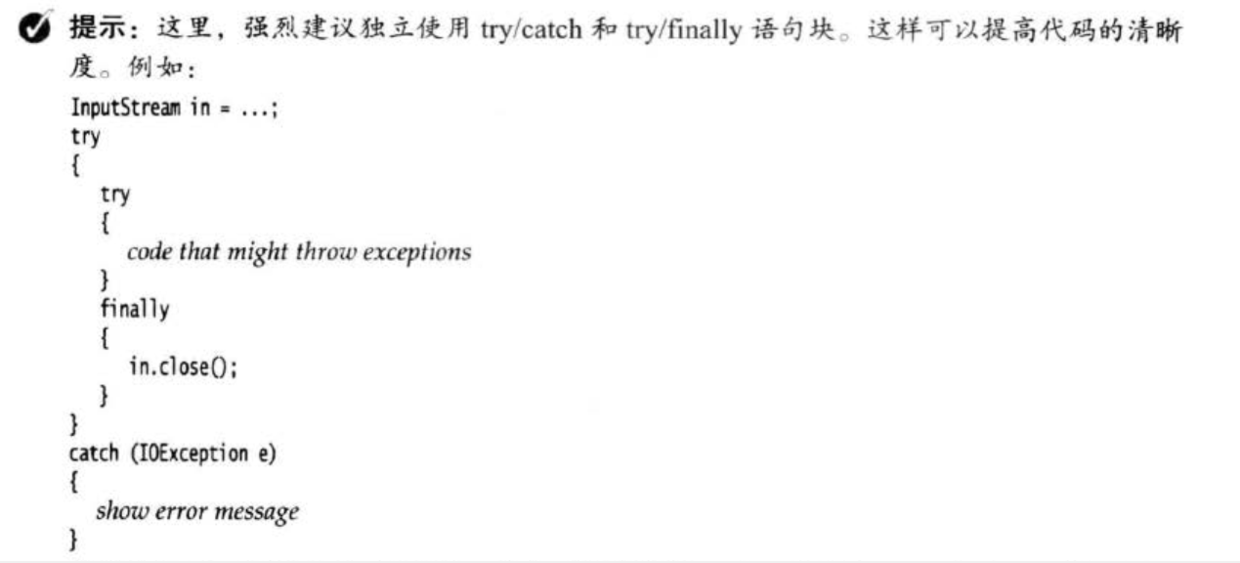 提示：这里，强烈建议独立使用 try/catch 和 try/finally 语句块。这样可以提高代码的清晰
度。例如：
InputStream in = ...;
try
{
try
{
code that might throw exceptions
}
finally
{
in.close();
}
}
catch (IOException e)
{
show error message
}